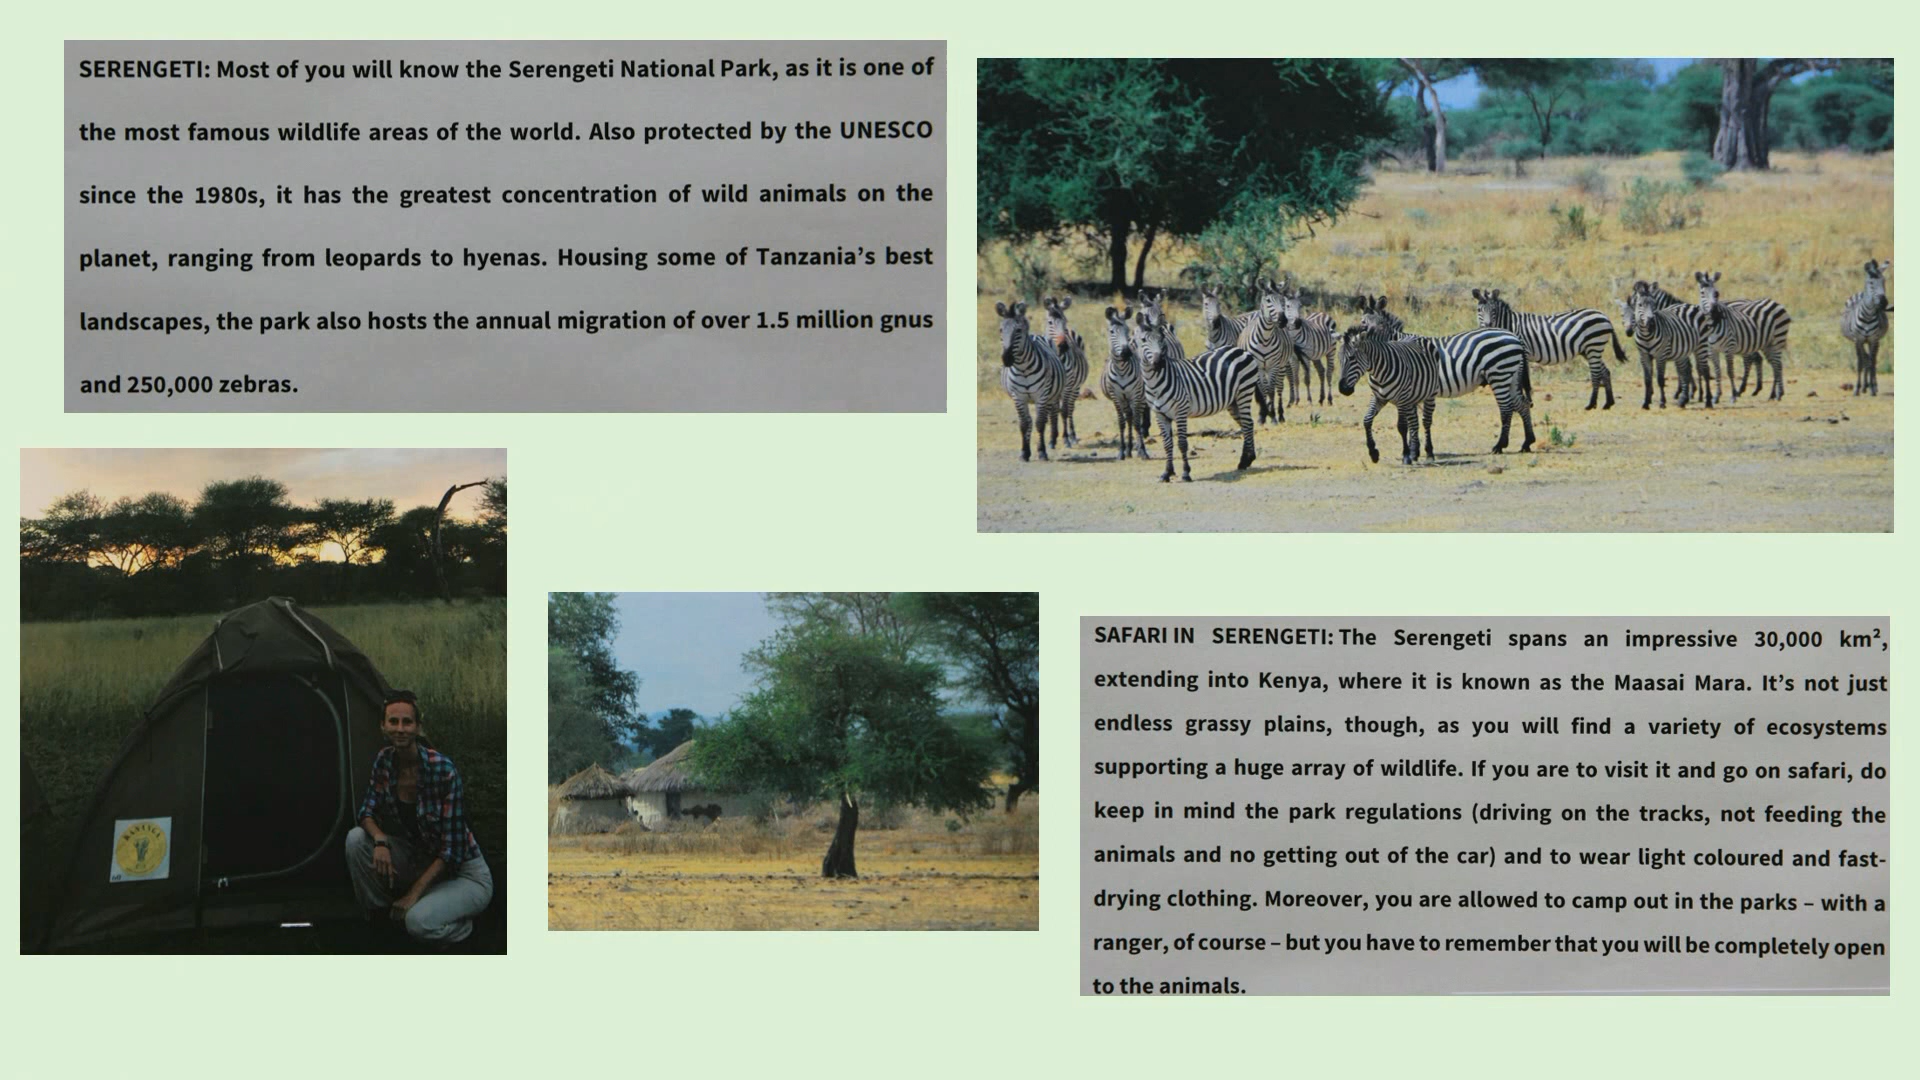 SERENGETI: Most of you will know the Serengeti National Park, as it is one of
the most famous wildlife areas of the world. Also protected by the UNESCO
since the 1980s, it has the greatest concentration of wild animals on the
planet, ranging from leopards to hyenas. Housing some of Tanzania’s best
landscapes, the park also hosts the annual migration of over 1.5 million gnus
and 250,000 zebras.
KANANGA
SAFARI IN SERENGETI: The Serengeti spans an impressive 30,000 km²,
extending into Kenya, where it is known as the Maasai Mara. It’s not just
endless grassy plains, though, as you will find a variety of ecosystems
supporting a huge array of wildlife. If you are to visit it and go on safari, do
keep in mind the park regulations (driving on the tracks, not feeding the
animals and no getting out of the car) and to wear light coloured and fast-
drying clothing. Moreover, you are allowed to camp out in the parks – with a
ranger, of course – but you have to remember that you will be completely open
to the animals.